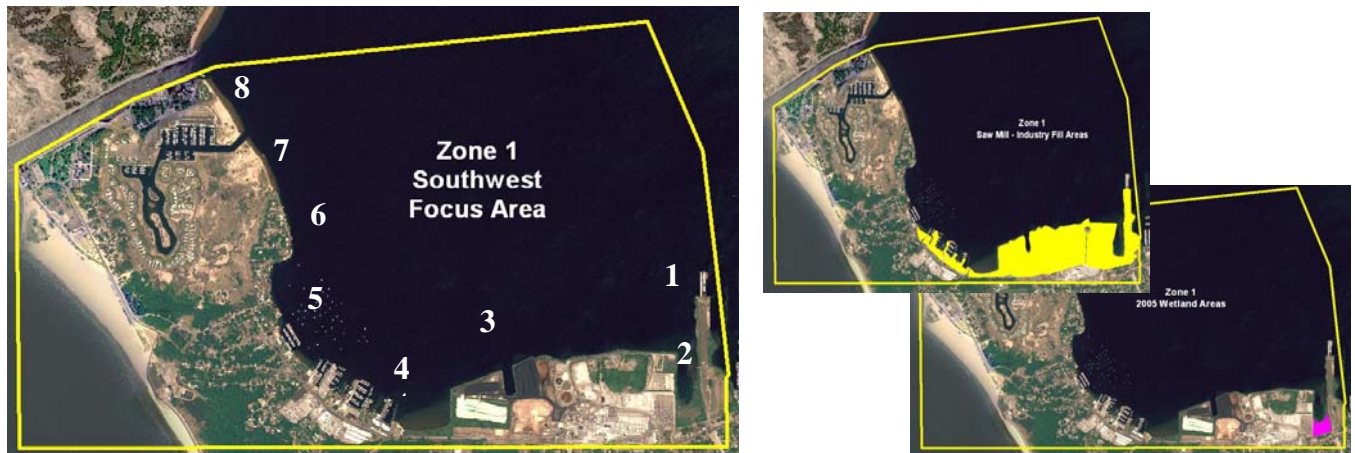 8
7
Zone 1
Southwest
Focus Area
6
1
5
3
2
4
Zone 1
Saw Mill - Industry Fill Areas
Zone 1
2005 Wetland Areas